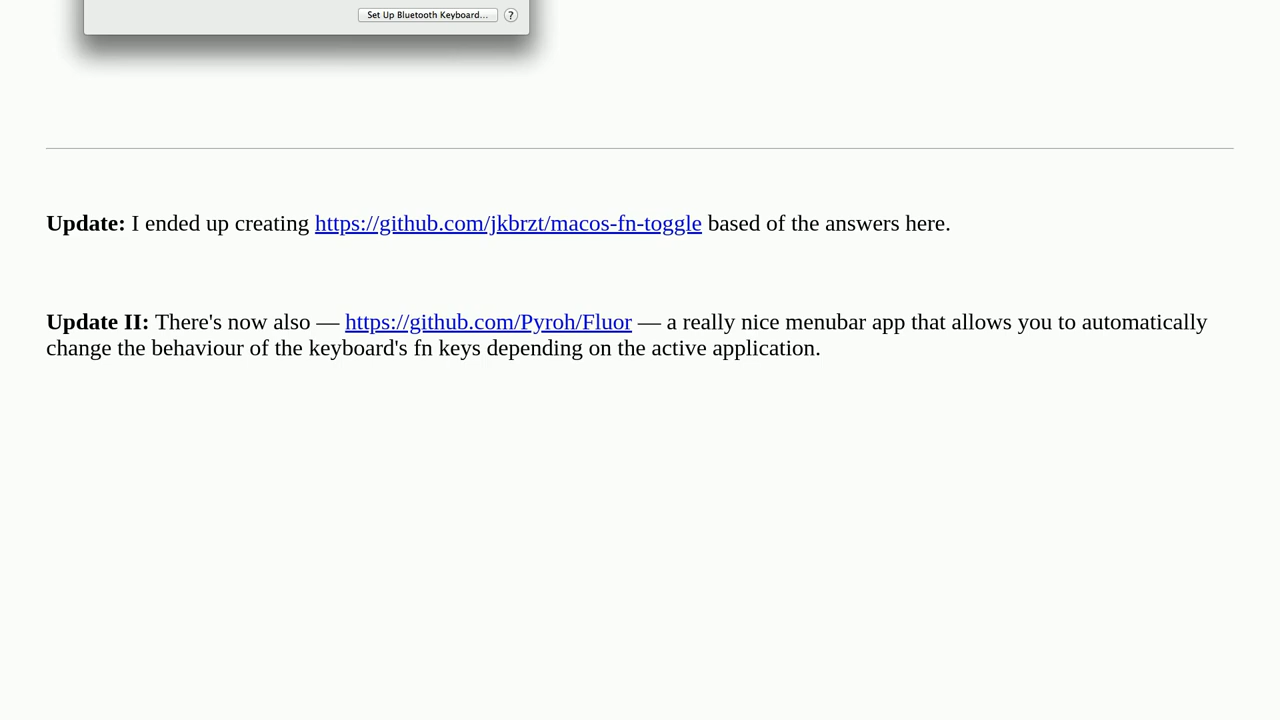 Set Up Bluetooth Keyboard... ?
Update: I ended up creating https://github.com/jkbrzt/macos-fn-toggle based of the answers here.
Update II: There's now also — https://github.com/Pyroh/Fluor — a really nice menubar app that allows you to automatically
change the behaviour of the keyboard's fn keys depending on the active application.